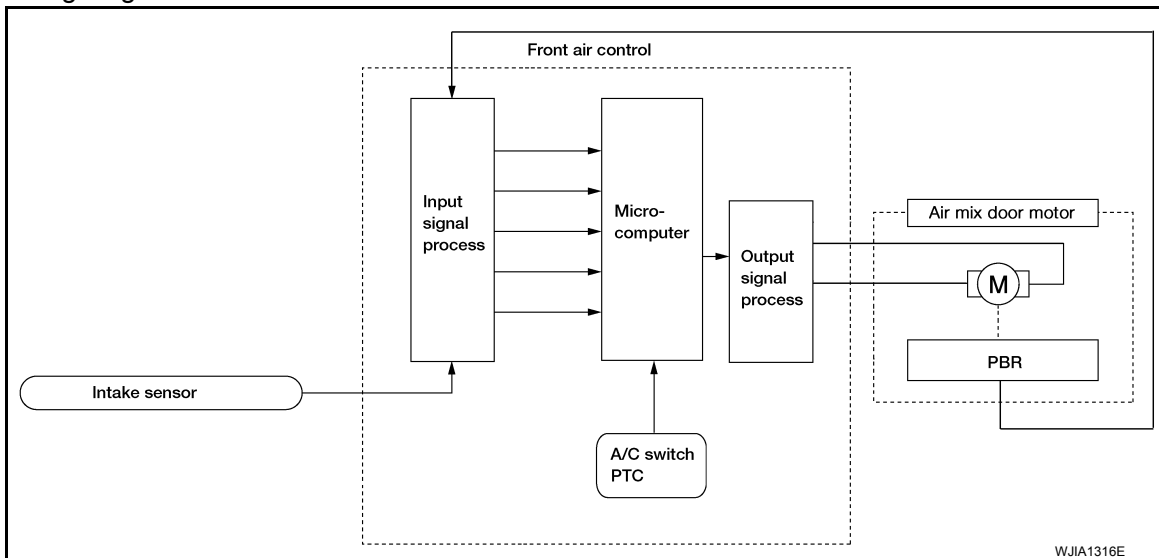 Front air control
Input
signal
process
Micro-
computer
Output
signal
process
Air mix door motor
M
PBR
Intake sensor
A/C switch
PTC
WJIA1316E